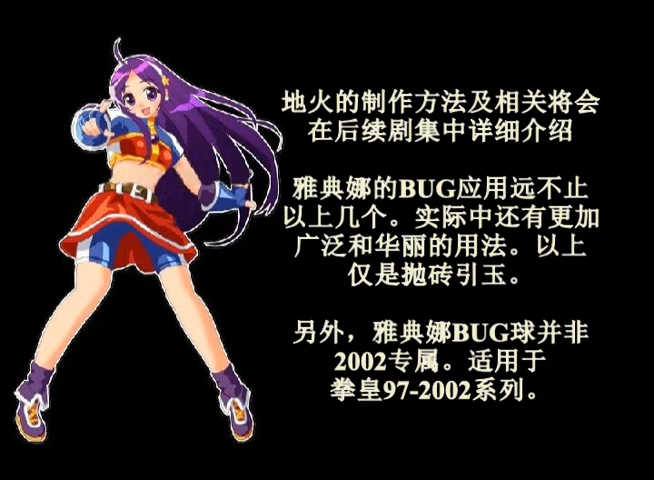 地火的制作方法及相关将会
在后续剧集中详细介绍
雅典娜的BUG应用远不止
以上几个。实际中还有更加
广泛和华丽的用法。以上
仅是抛砖引玉。
另外，雅典娜BUG球并非
2002专属。适用于
拳皇97-2002系列。